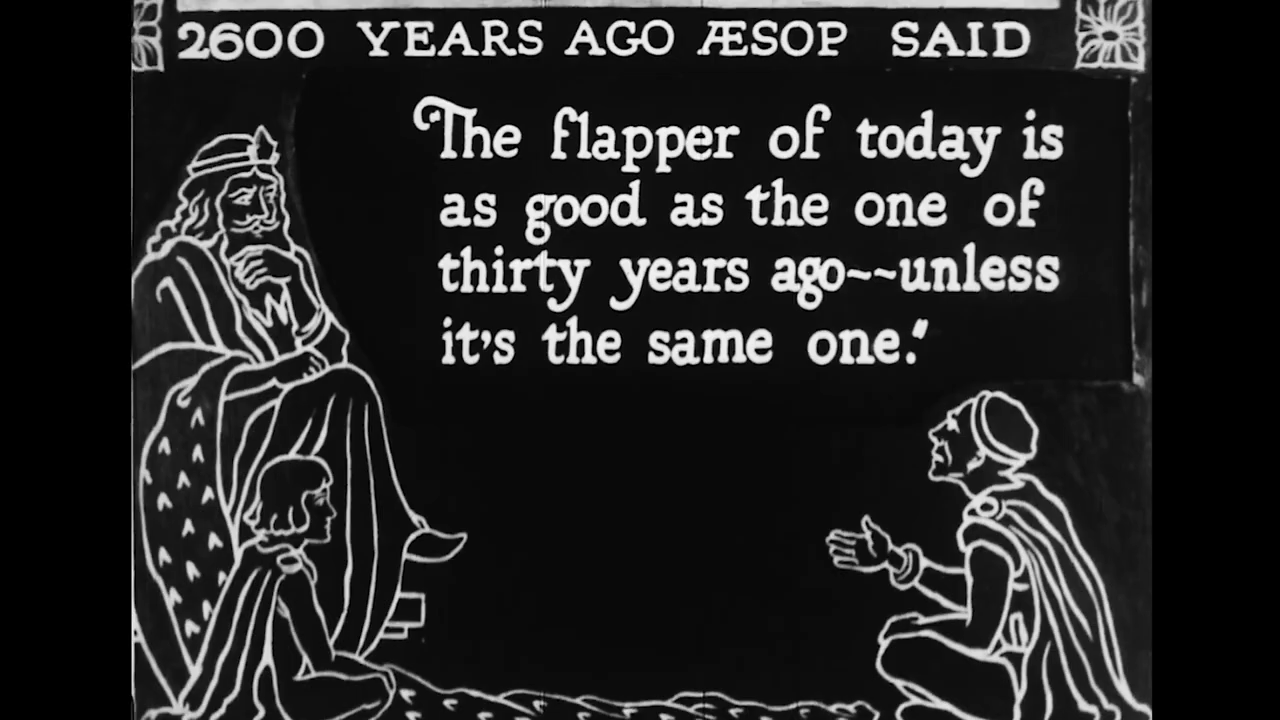 2600 YEARS AGO ÆSOP SAID
"The flapper of today is
as good as the one of
thirty years ago--unless
it's the same one."